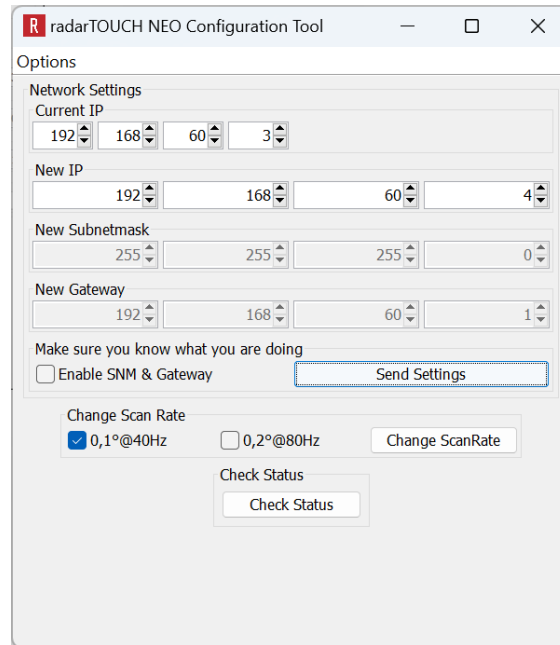 R radarTOUCH NEO Configuration Tool
Options
Network Settings
Current IP
192 168 60 3
New IP
192 168 60 4
New Subnetmask
255 255 255 0
New Gateway
192 168 60 1
Make sure you know what you are doing
Enable SNM & Gateway Send Settings
Change Scan Rate
0,1°@40Hz 0,2°@80Hz Change ScanRate
Check Status
Check Status